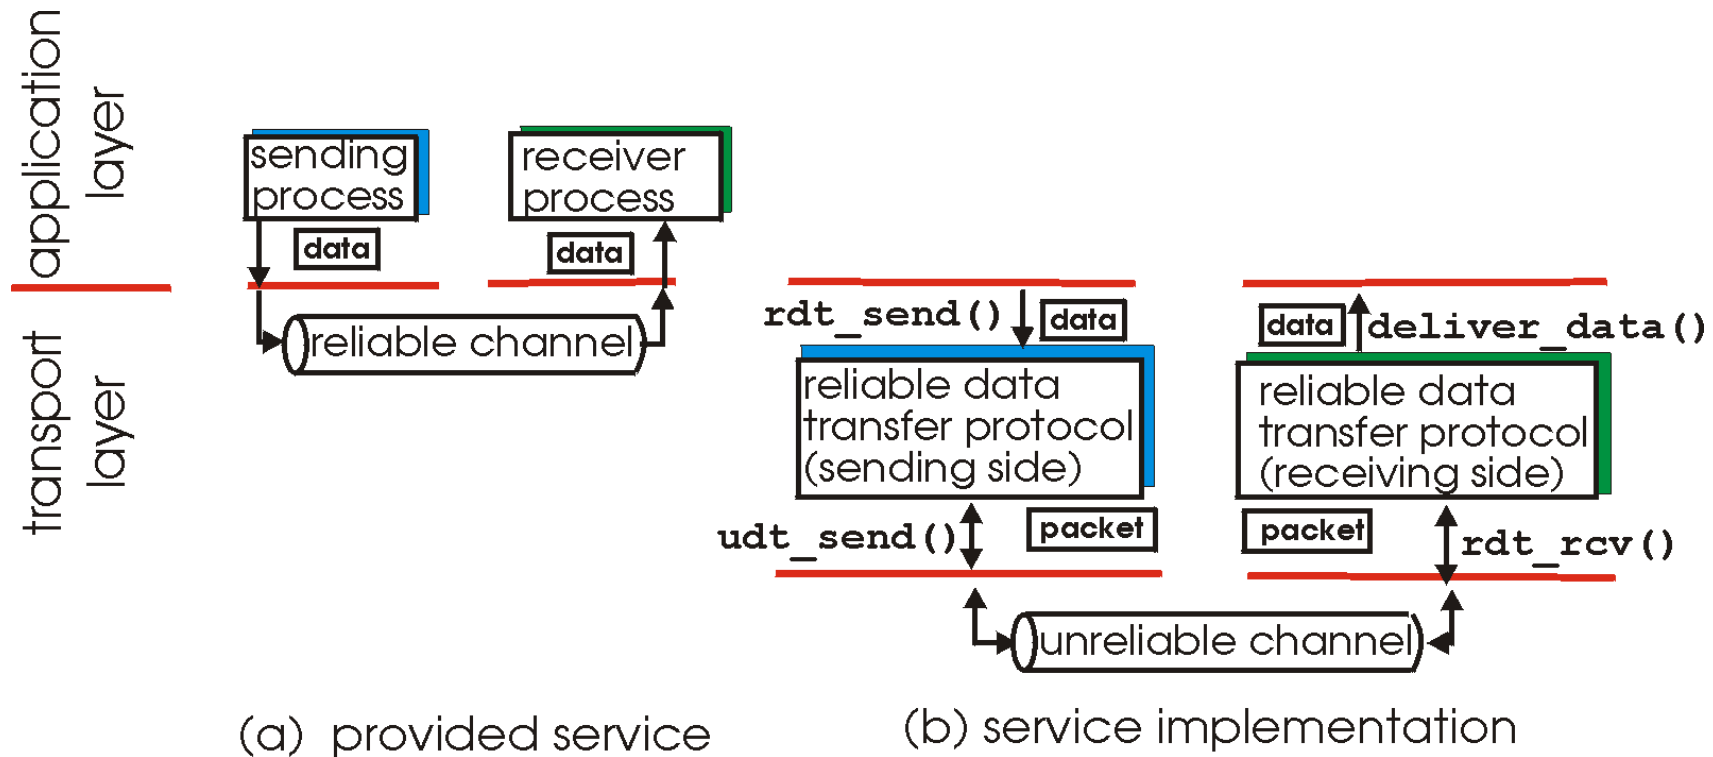 application
layer
transport
layer
sending
process
receiver
process
data
data
reliable channel
(a) provided service
rdt_send()
data
data
deliver_data()
reliable data
transfer protocol
(sending side)
reliable data
transfer protocol
(receiving side)
udt_send()
packet
packet
rdt_rcv()
unreliable channel
(b) service implementation